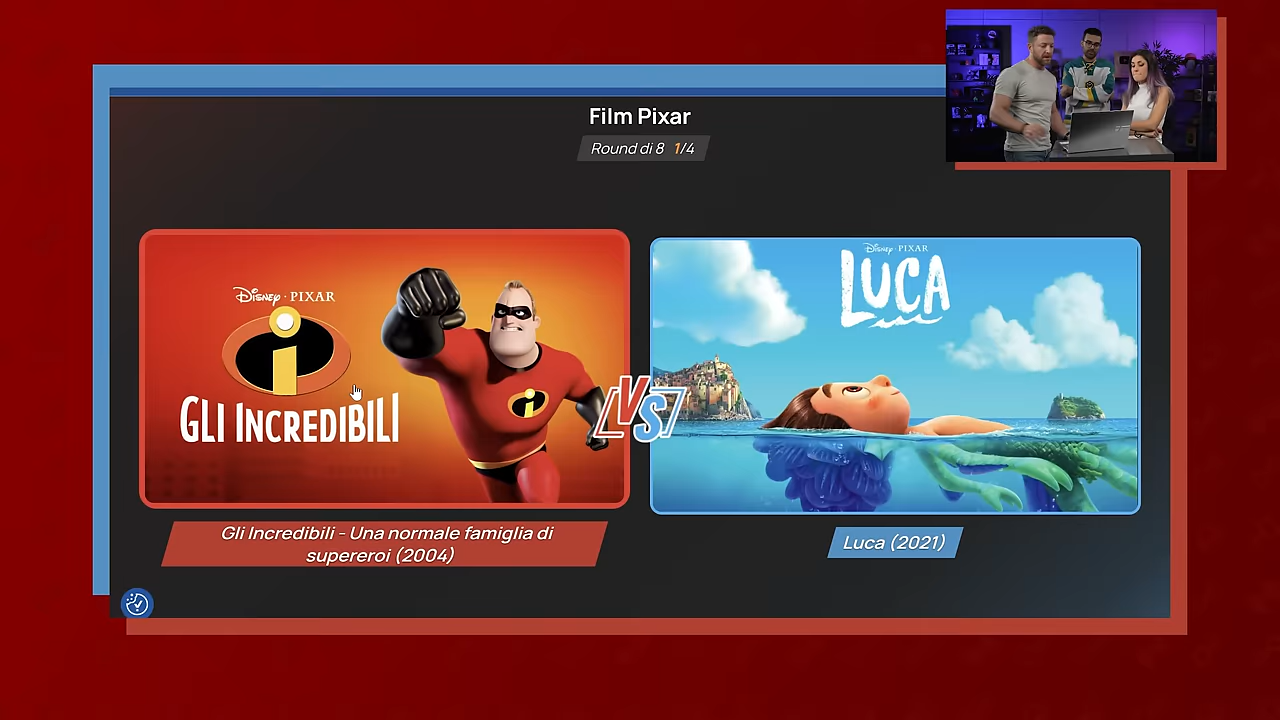 Film Pixar
Round di 8 1/4
Disney · PIXAR
GLI INCREDIBILI
Disney · PIXAR
LUCA
VS
Gli Incredibili - Una normale famiglia di
supereroi (2004)
Luca (2021)